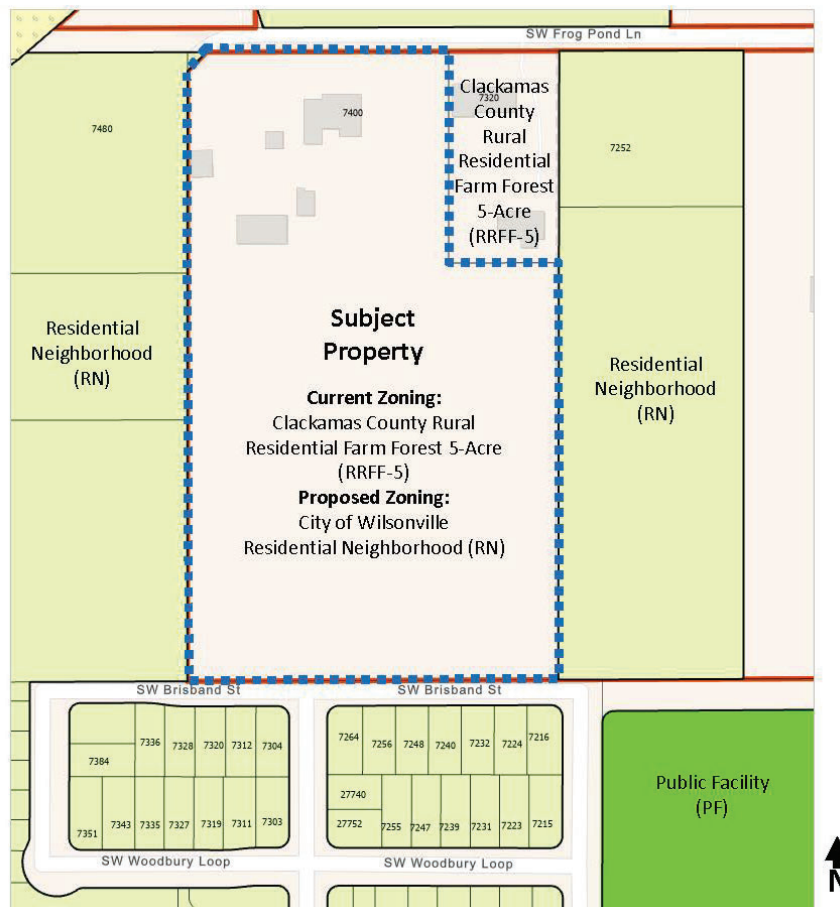 SW Frog Pond Ln
7480
7400
Clackamas
County
7320
Rural
Residential
Farm Forest
5-Acre
(RRFF-5)
7252
Residential
Neighborhood
(RN)
Subject
Property
Current Zoning:
Clackamas County Rural
Residential Farm Forest 5-Acre
(RRFF-5)
Proposed Zoning:
City of Wilsonville
Residential Neighborhood (RN)
Residential
Neighborhood
(RN)
SW Brisband St
SW Brisband St
7384
7336
7328
7320
7312
7304
7264
7256
7248
7240
7232
7224
7216
7351
7343
7335
7327
7319
7311
7303
27740
27752
7255
7247
7239
7231
7223
7215
Public Facility
(PF)
SW Woodbury Loop
SW Woodbury Loop
N